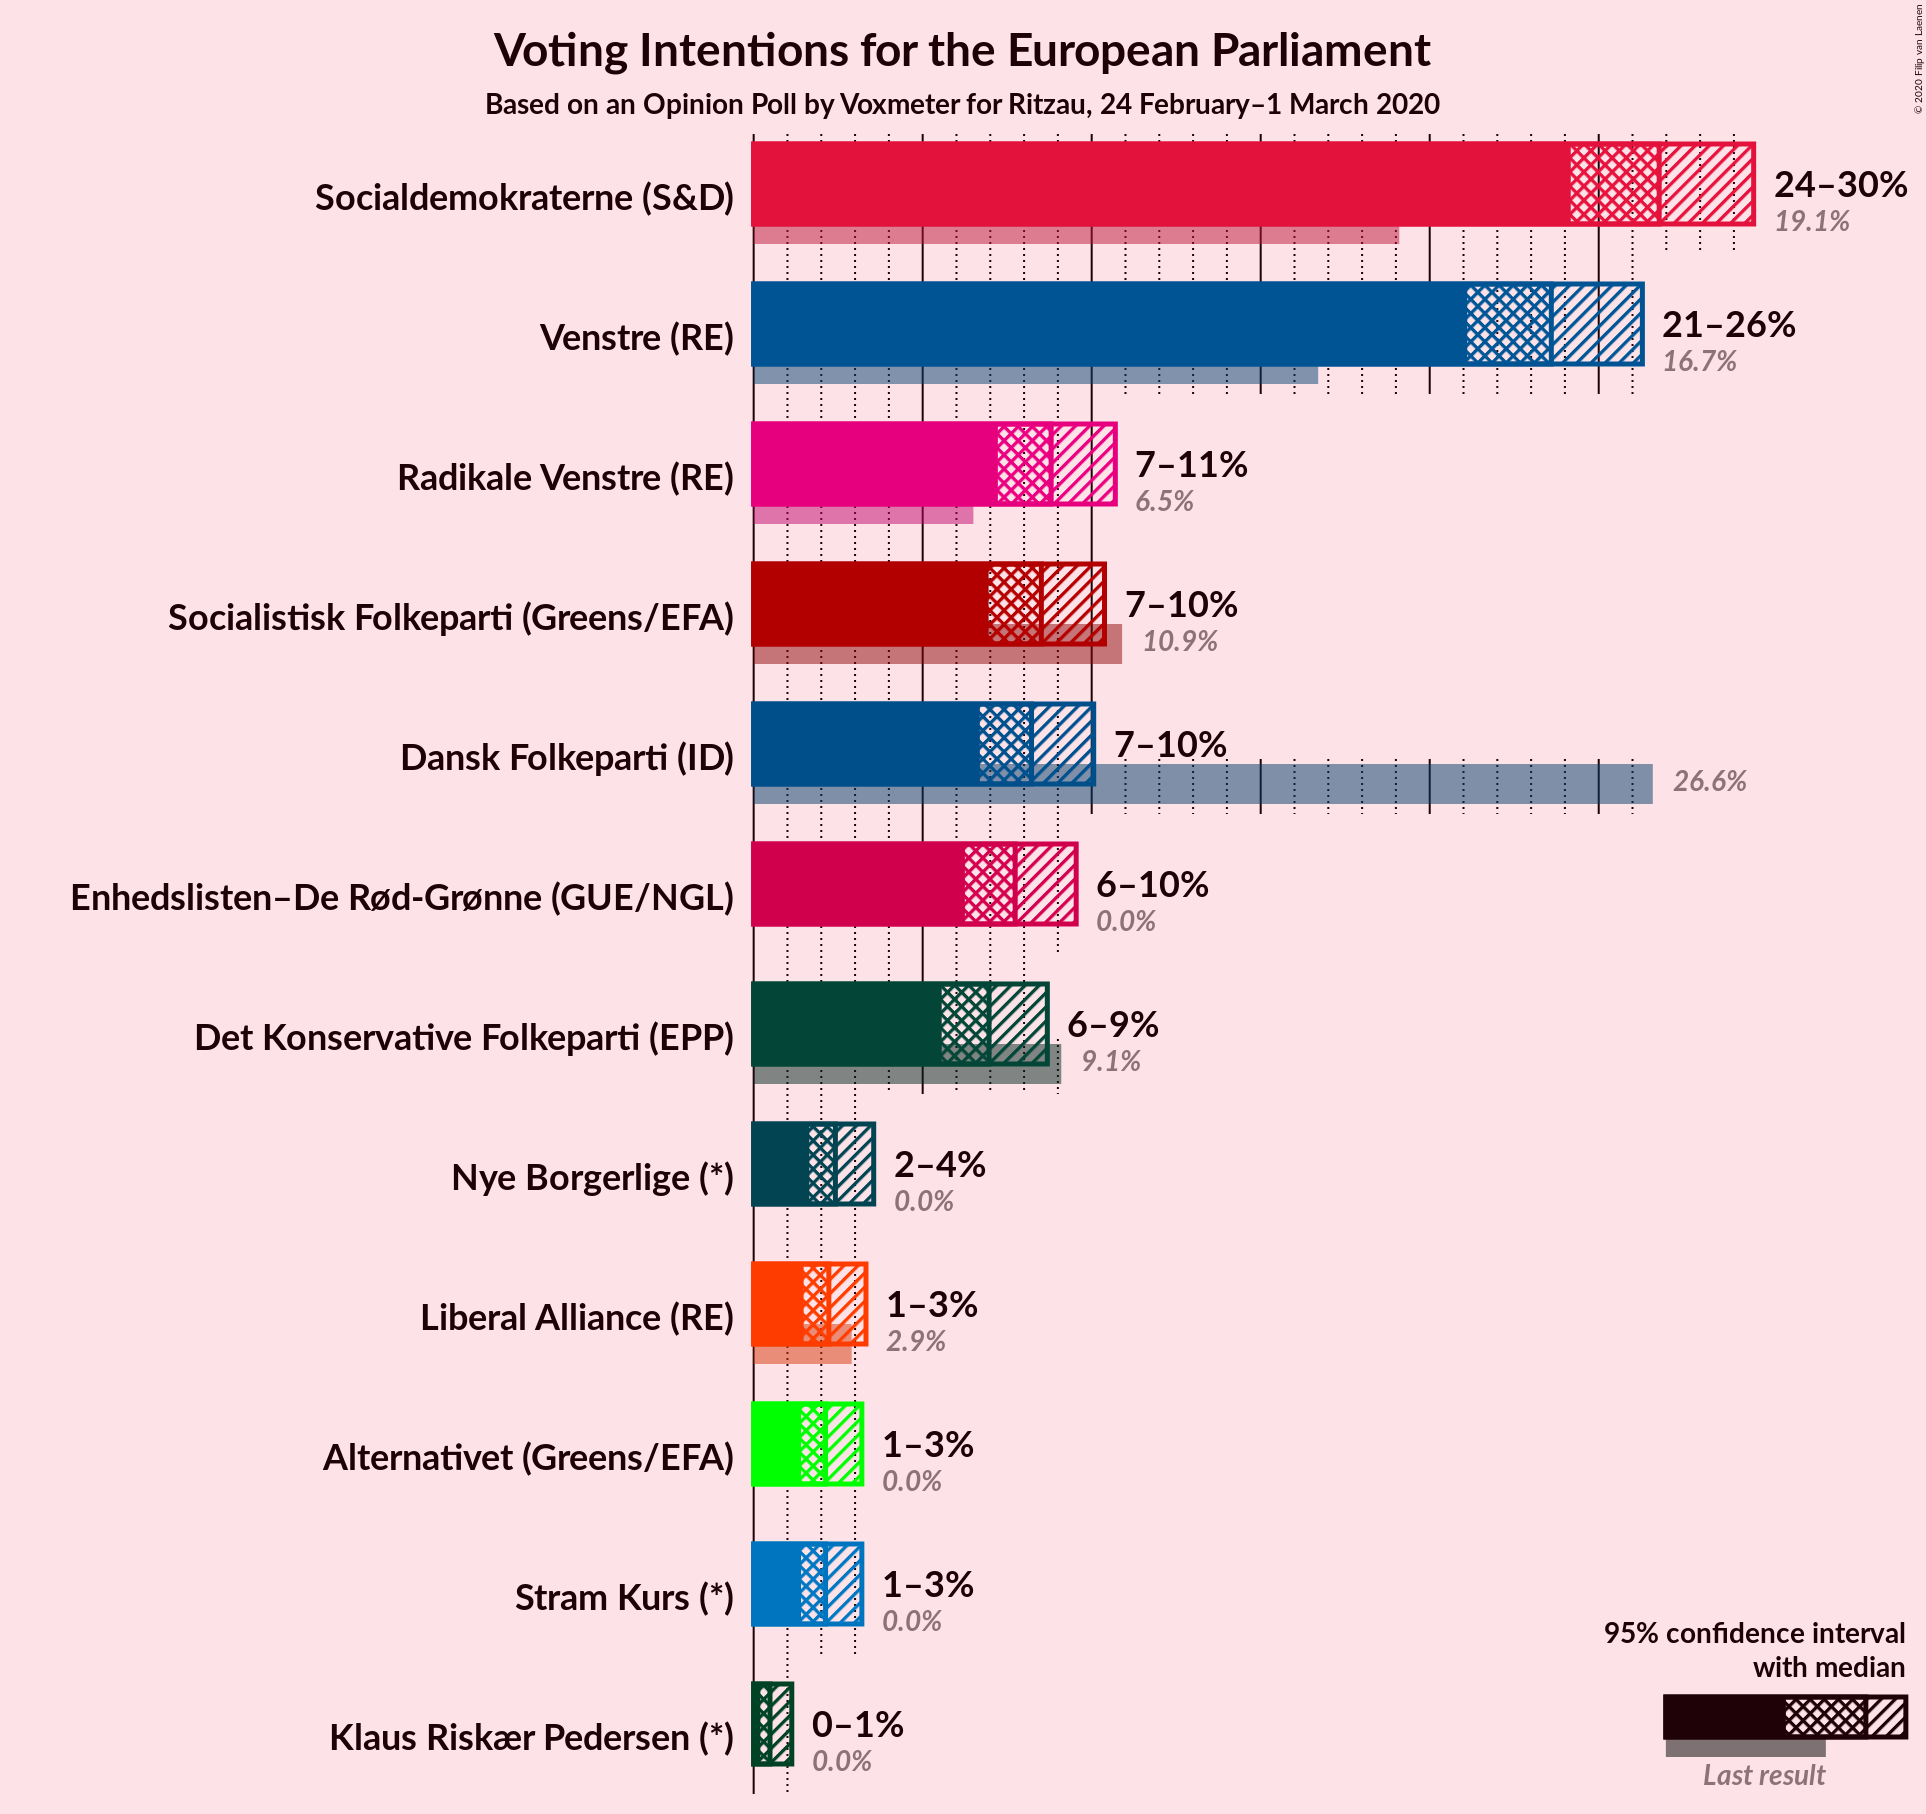 Voting Intentions for the European Parliament
Based on an Opinion Poll by Voxmeter for Ritzau, 24 February–1 March 2020
© 2020 Filip van Laenen
Socialdemokraterne (S&D)
24–30%
19.1%
Venstre (RE)
21–26%
16.7%
Radikale Venstre (RE)
7–11%
6.5%
Socialistisk Folkeparti (Greens/EFA)
7–10%
10.9%
Dansk Folkeparti (ID)
7–10%
26.6%
Enhedslisten–De Rød-Grønne (GUE/NGL)
6–10%
0.0%
Det Konservative Folkeparti (EPP)
6–9%
9.1%
Nye Borgerlige (*)
2–4%
0.0%
Liberal Alliance (RE)
1–3%
2.9%
Alternativet (Greens/EFA)
1–3%
0.0%
Stram Kurs (*)
1–3%
0.0%
Klaus Riskær Pedersen (*)
0–1%
0.0%
95% confidence interval
with median
Last result